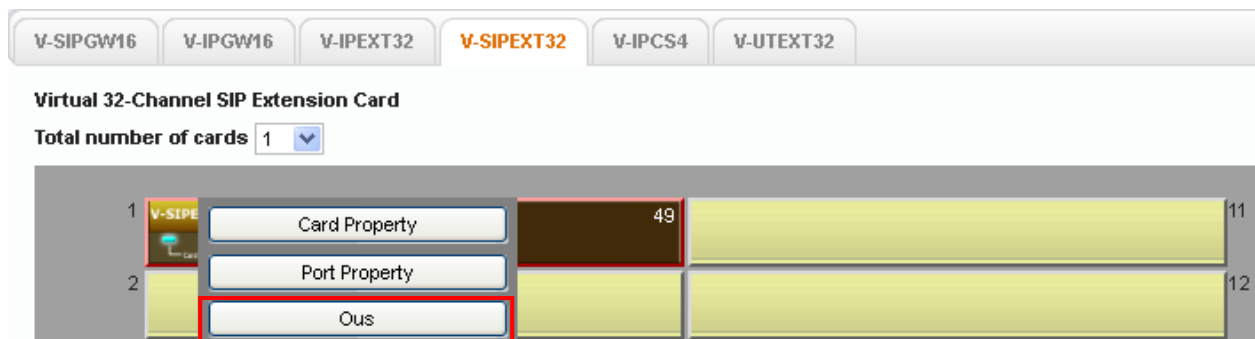 V-SIPGW16 V-IPGW16 V-IPEXT32 V-SIPEXT32 V-IPCS4 V-UTEXT32
Virtual 32-Channel SIP Extension Card
Total number of cards 1
1 V-SIPE Card Property 49 11
2 Port Property 12
Ous